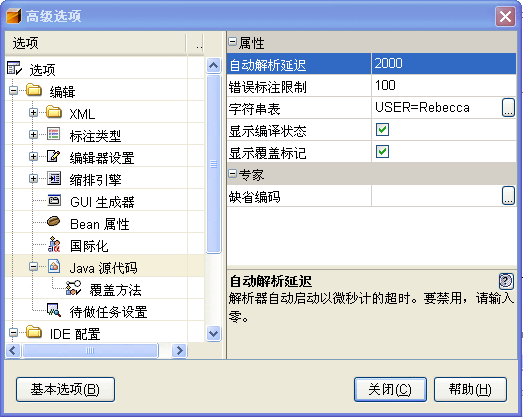 高级选项
选项
..
选项
编辑
XML
标注类型
编辑器设置
缩排引擎
GUI 生成器
Bean 属性
国际化
Java 源代码
覆盖方法
待做任务设置
IDE 配置
属性
自动解析延迟 2000
错误标注限制 100
字符串表 USER=Rebecca ...
显示编译状态
显示覆盖标记
专家
缺省编码 ...
自动解析延迟
解析器自动启动以微秒计的超时。要禁用，请输入
零。
基本选项(B)
关闭(C)
帮助(H)